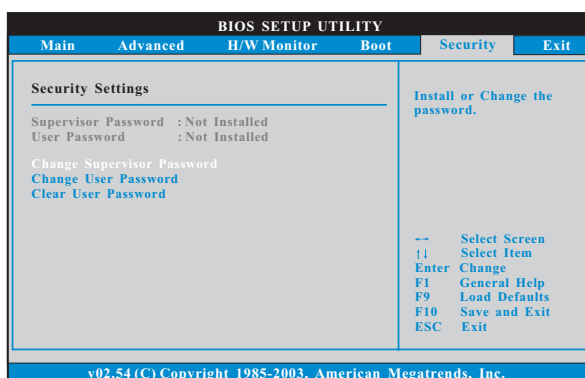 BIOS SETUP UTILITY
Main Advanced H/W Monitor Boot Security Exit
Security Settings
Supervisor Password : Not Installed
User Password : Not Installed
Change Supervisor Password
Change User Password
Clear User Password
Install or Change the
password.
←→ Select Screen
↑↓ Select Item
Enter Change
F1 General Help
F9 Load Defaults
F10 Save and Exit
ESC Exit
v02.54 (C) Copyright 1985-2003, American Megatrends, Inc.